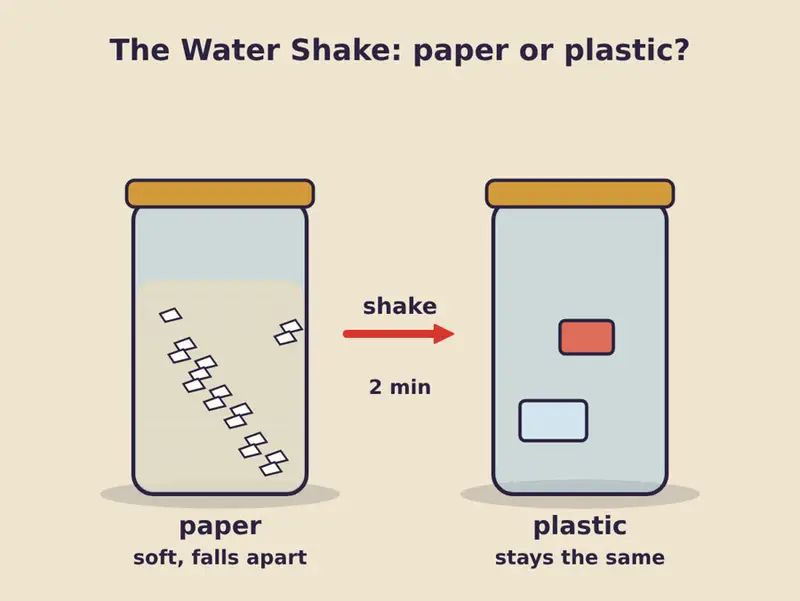 The Water Shake: paper or plastic?
shake
2 min
paper
soft, falls apart
plastic
stays the same